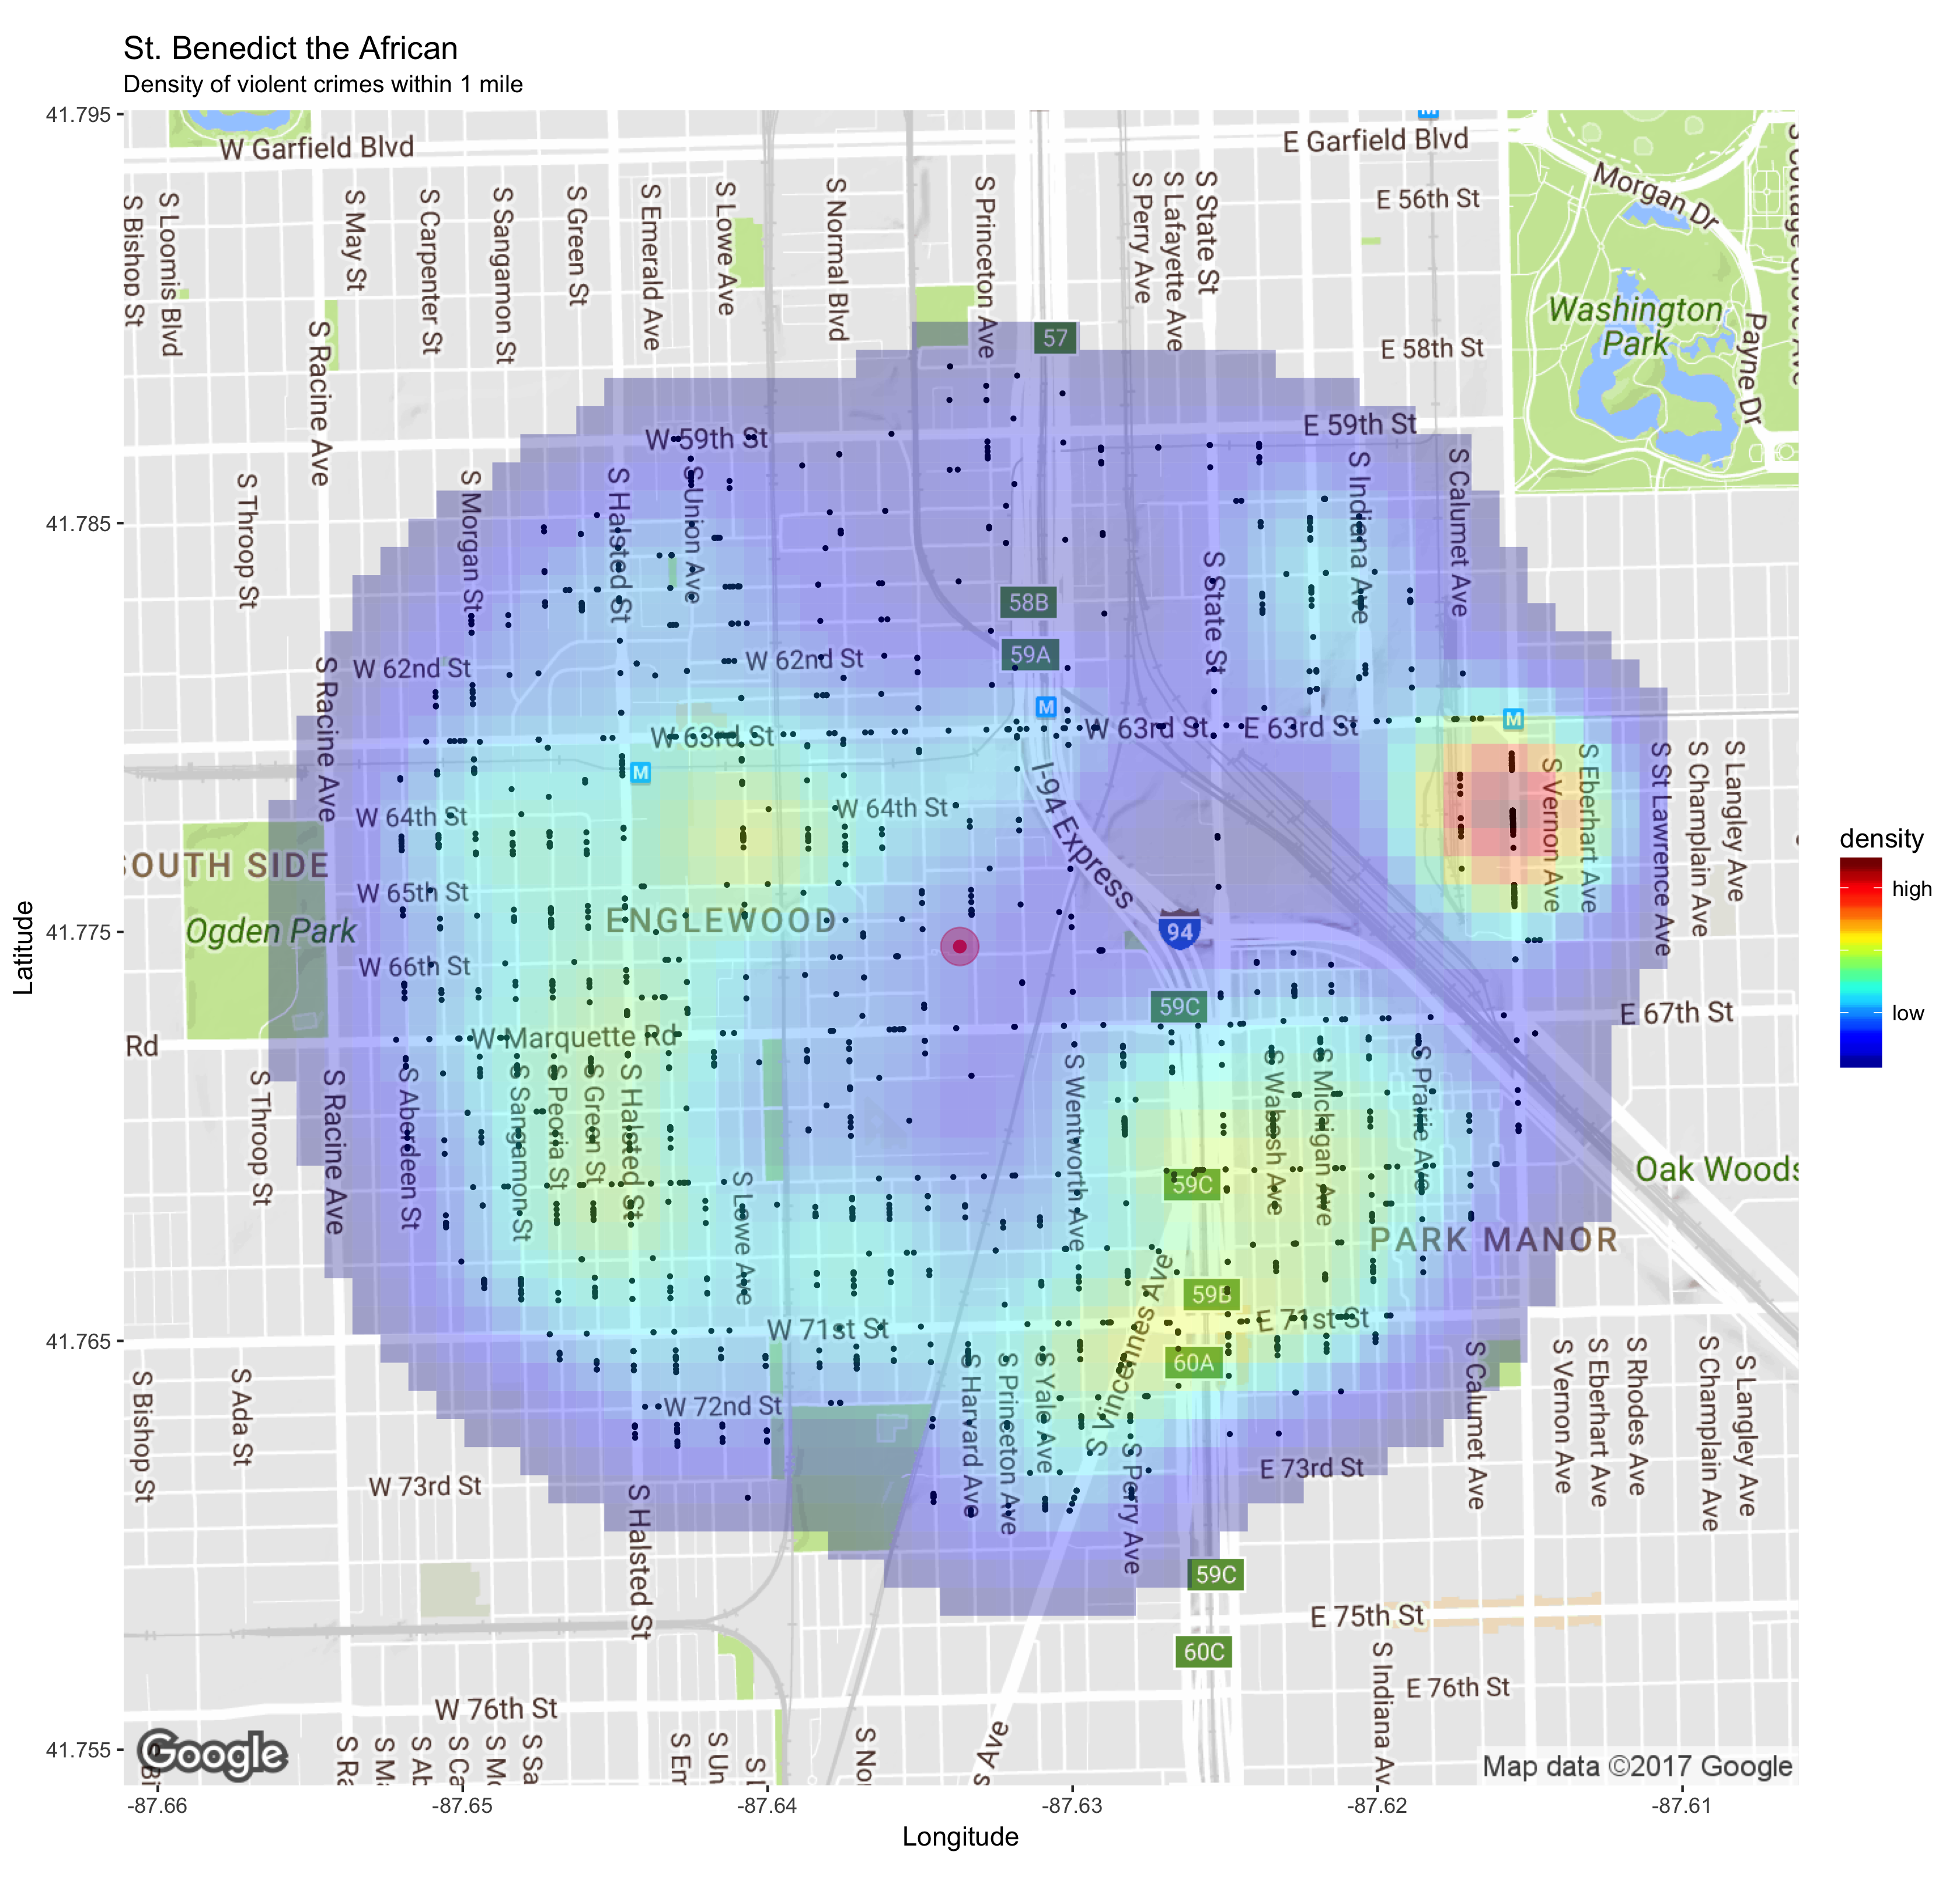 St. Benedict the African
Density of violent crimes within 1 mile
Latitude
41.795
41.785
41.775
41.765
41.755
W Garfield Blvd
E Garfield Blvd
M
Morgan Dr
S Bishop St
S Loomis Blvd
S May St
S Carpenter St
S Sangamon St
S Green St
S Emerald Ave
S Lowe Ave
S Normal Blvd
S Princeton Ave
S Perry Ave
S Lafayette Ave
S State St
E 56th St
S Racine Ave
57
E 58th St
Washington
Park
Payne Dr
W 59th St
E 59th St
S Throop St
S Morgan St
S Halsted St
S Union Ave
S Indiana Ave
S Calumet Ave
S State St
58B
59A
W 62nd St
W 62nd St
S Racine Ave
M
M
W 63rd St
W 63rd St
E 63rd St
M
W 64th St
W 64th St
I-94 Express
S Vernon Ave
S Eberhart Ave
S St Lawrence Ave
S Champlain Ave
S Langley Ave
SOUTH SIDE
W 65th St
Ogden Park
ENGLEWOOD
94
W 66th St
59C
E 67th St
Rd
W Marquette Rd
S Throop St
S Racine Ave
S Aberdeen St
S Sangamon St
S Peoria St
S Green St
S Halsted St
S Lowe Ave
S Wentworth Ave
S Wabash Ave
S Michigan Ave
S Prairie Ave
59C
Oak Woods
PARK MANOR
59B
W 71st St
E 71st St
60A
S Vincennes Ave
S Bishop St
S Ada St
W 72nd St
S Harvard Ave
S Princeton Ave
S Yale Ave
S Perry Ave
S Calumet Ave
S Vernon Ave
S Eberhart Ave
S Rhodes Ave
S Champlain Ave
S Langley Ave
W 73rd St
E 73rd St
S Halsted St
59C
E 75th St
60C
S Indiana Av
W 76th St
E 76th St
S Ra
S Ma
S Ab
S Ca
S Mo
S Sa
S Em
S Un
S L
S No
s Ave
Bi
Google
Map data ©2017 Google
-87.66
-87.65
-87.64
-87.63
-87.62
-87.61
Longitude
density
high
low